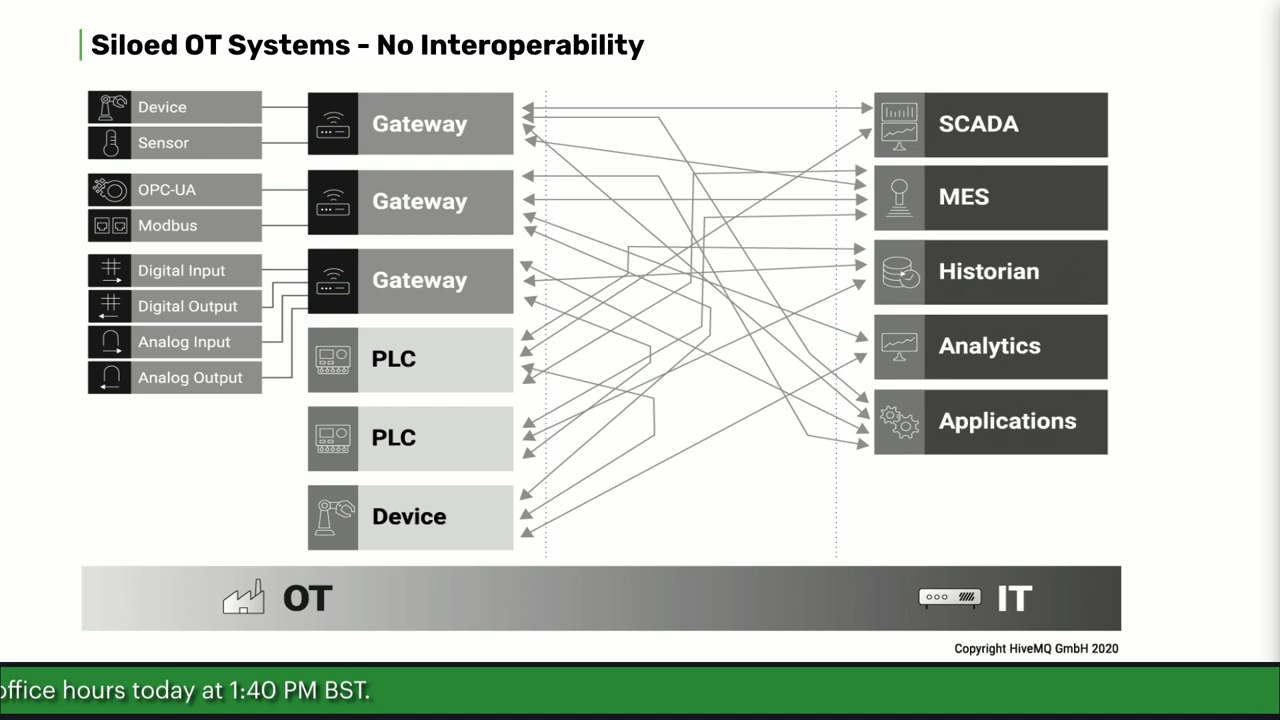 Siloed OT Systems - No Interoperability
Device
Sensor
OPC-UA
Modbus
Digital Input
Digital Output
Analog Input
Analog Output
Gateway
Gateway
Gateway
PLC
PLC
Device
SCADA
MES
Historian
Analytics
Applications
OT
IT
Copyright HiveMQ GmbH 2020
office hours today at 1:40 PM BST.